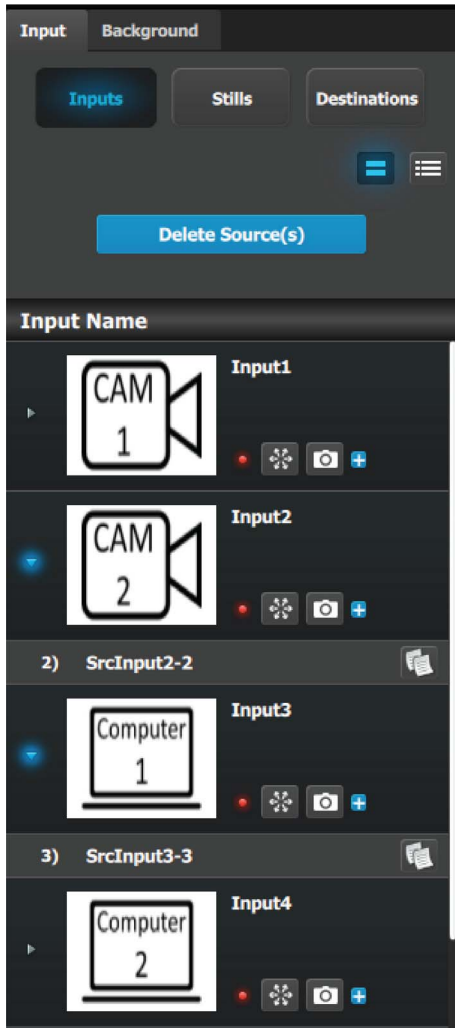 Input Background
Inputs Stills Destinations
Delete Source(s)
Input Name
Input1
CAM
1
Input2
CAM
2
2) SrcInput2-2
Input3
Computer
1
3) SrcInput3-3
Input4
Computer
2